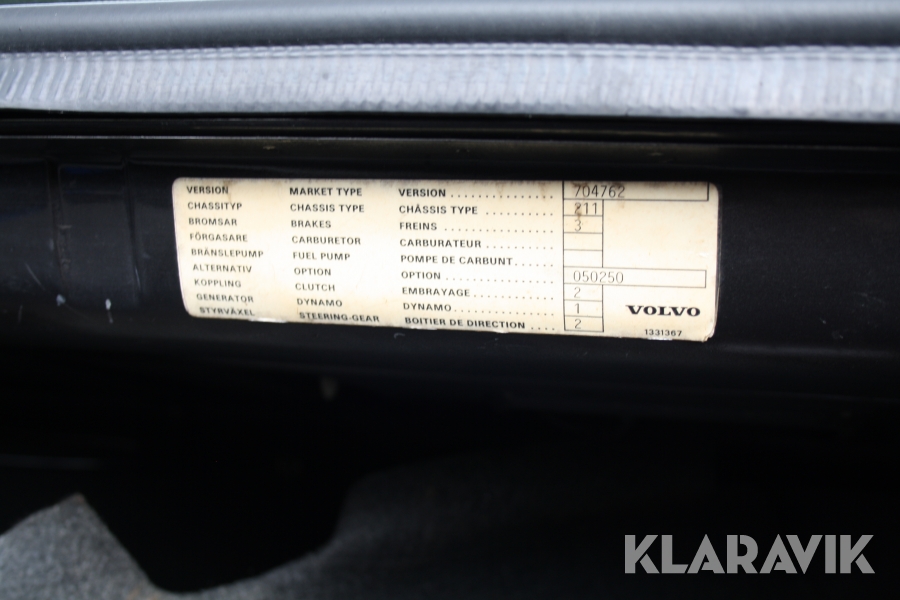 VERSION MARKET TYPE VERSION .......... 704762
CHASSITYP CHASSIS TYPE CHÂSSIS TYPE .......... 211
BROMSAR BRAKES FREINS .................. 3
FÖRGASARE CARBURETOR CARBURATEUR ...........
BRÄNSLEPUMP FUEL PUMP POMPE DE CARBUNT......
ALTERNATIV OPTION OPTION ................. 050250
KOPPLING CLUTCH EMBRAYAGE .............. 2
GENERATOR DYNAMO DYNAMO................. 1 VOLVO
STYRVÄXEL STEERING-GEAR BOITIER DE DIRECTION .... 2 1331367
KLARAVIK